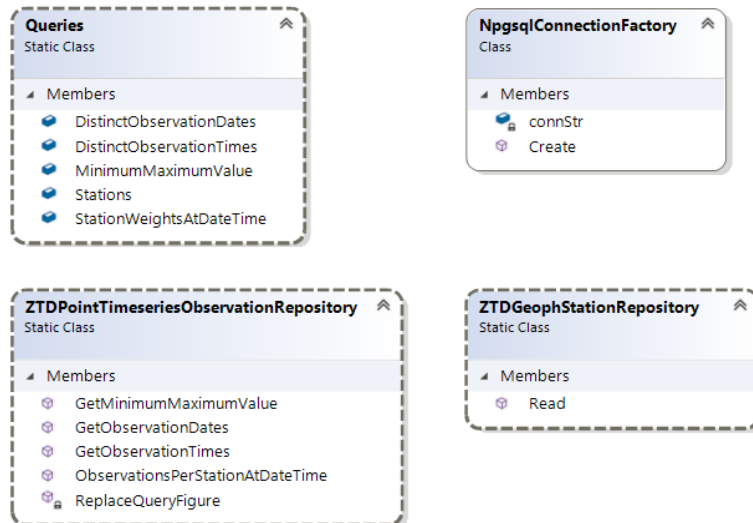 Queries
Static Class
Members
DistinctObservationDates
DistinctObservationTimes
MinimumMaximumValue
Stations
StationWeightsAtDateTime
NpgsqlConnectionFactory
Class
Members
connStr
Create
ZTDPointTimeseriesObservationRepository
Static Class
Members
GetMinimumMaximumValue
GetObservationDates
GetObservationTimes
ObservationsPerStationAtDateTime
ReplaceQueryFigure
ZTDGeophStationRepository
Static Class
Members
Read